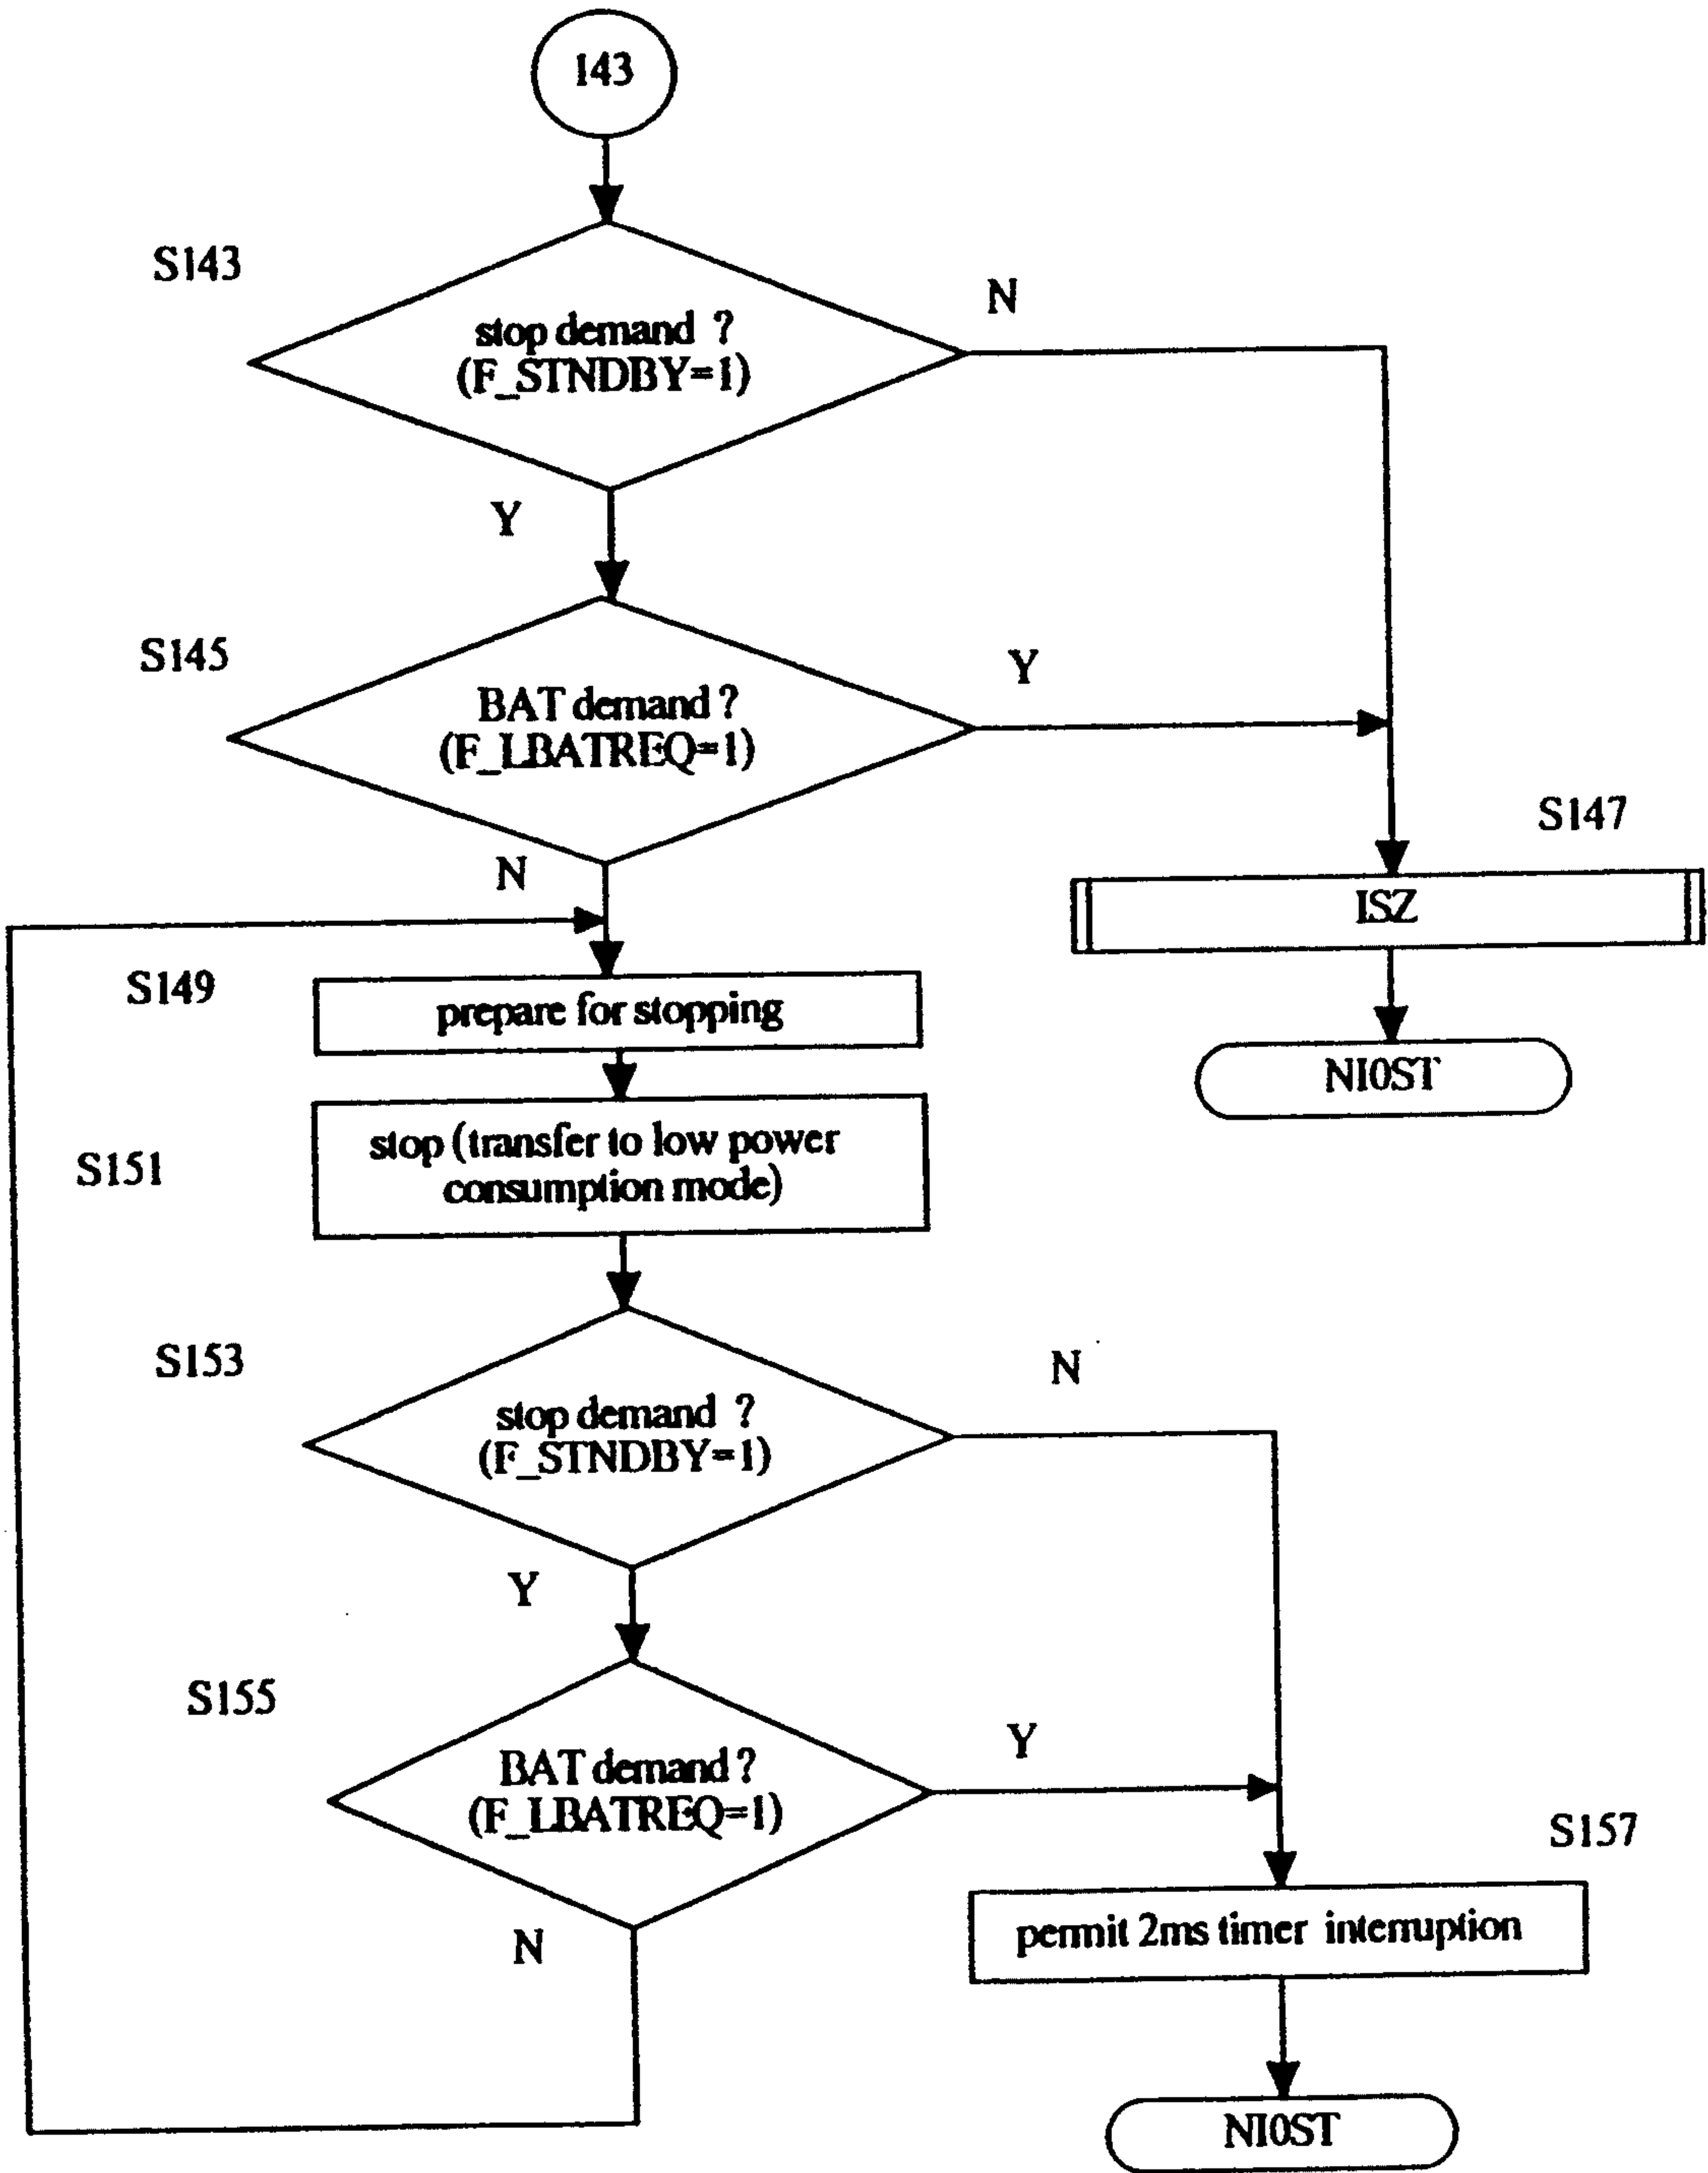 143
S143
N
stop demand ?
(F_STNDBY=1)
Y
S145
Y
BAT demand ?
(F_LBATREQ=1)
S147
N
ISZ
S149
prepare for stopping
NI0ST
stop (transfer to low power
consumption mode)
S151
S153
N
stop demand ?
(F_STNDBY=1)
Y
S155
Y
BAT demand ?
(F_LBATREQ=1)
S157
N
permit 2ms timer interruption
NI0ST